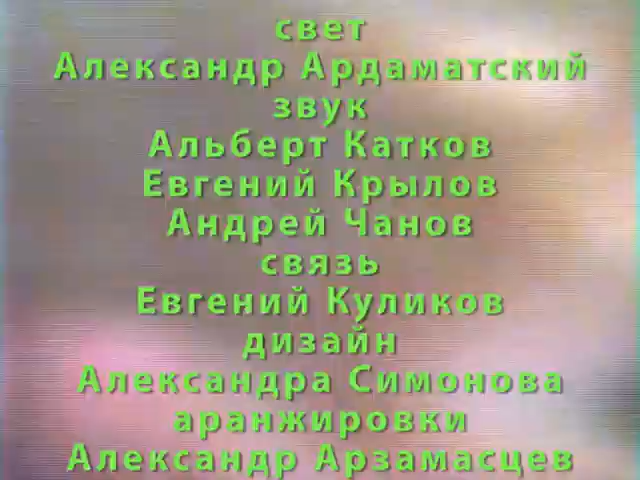 свет
Александр Ардаматский
звук
Альберт Катков
Евгений Крылов
Андрей Чанов
связь
Евгений Куликов
дизайн
Александра Симонова
аранжировки
Александр Арзамасцев